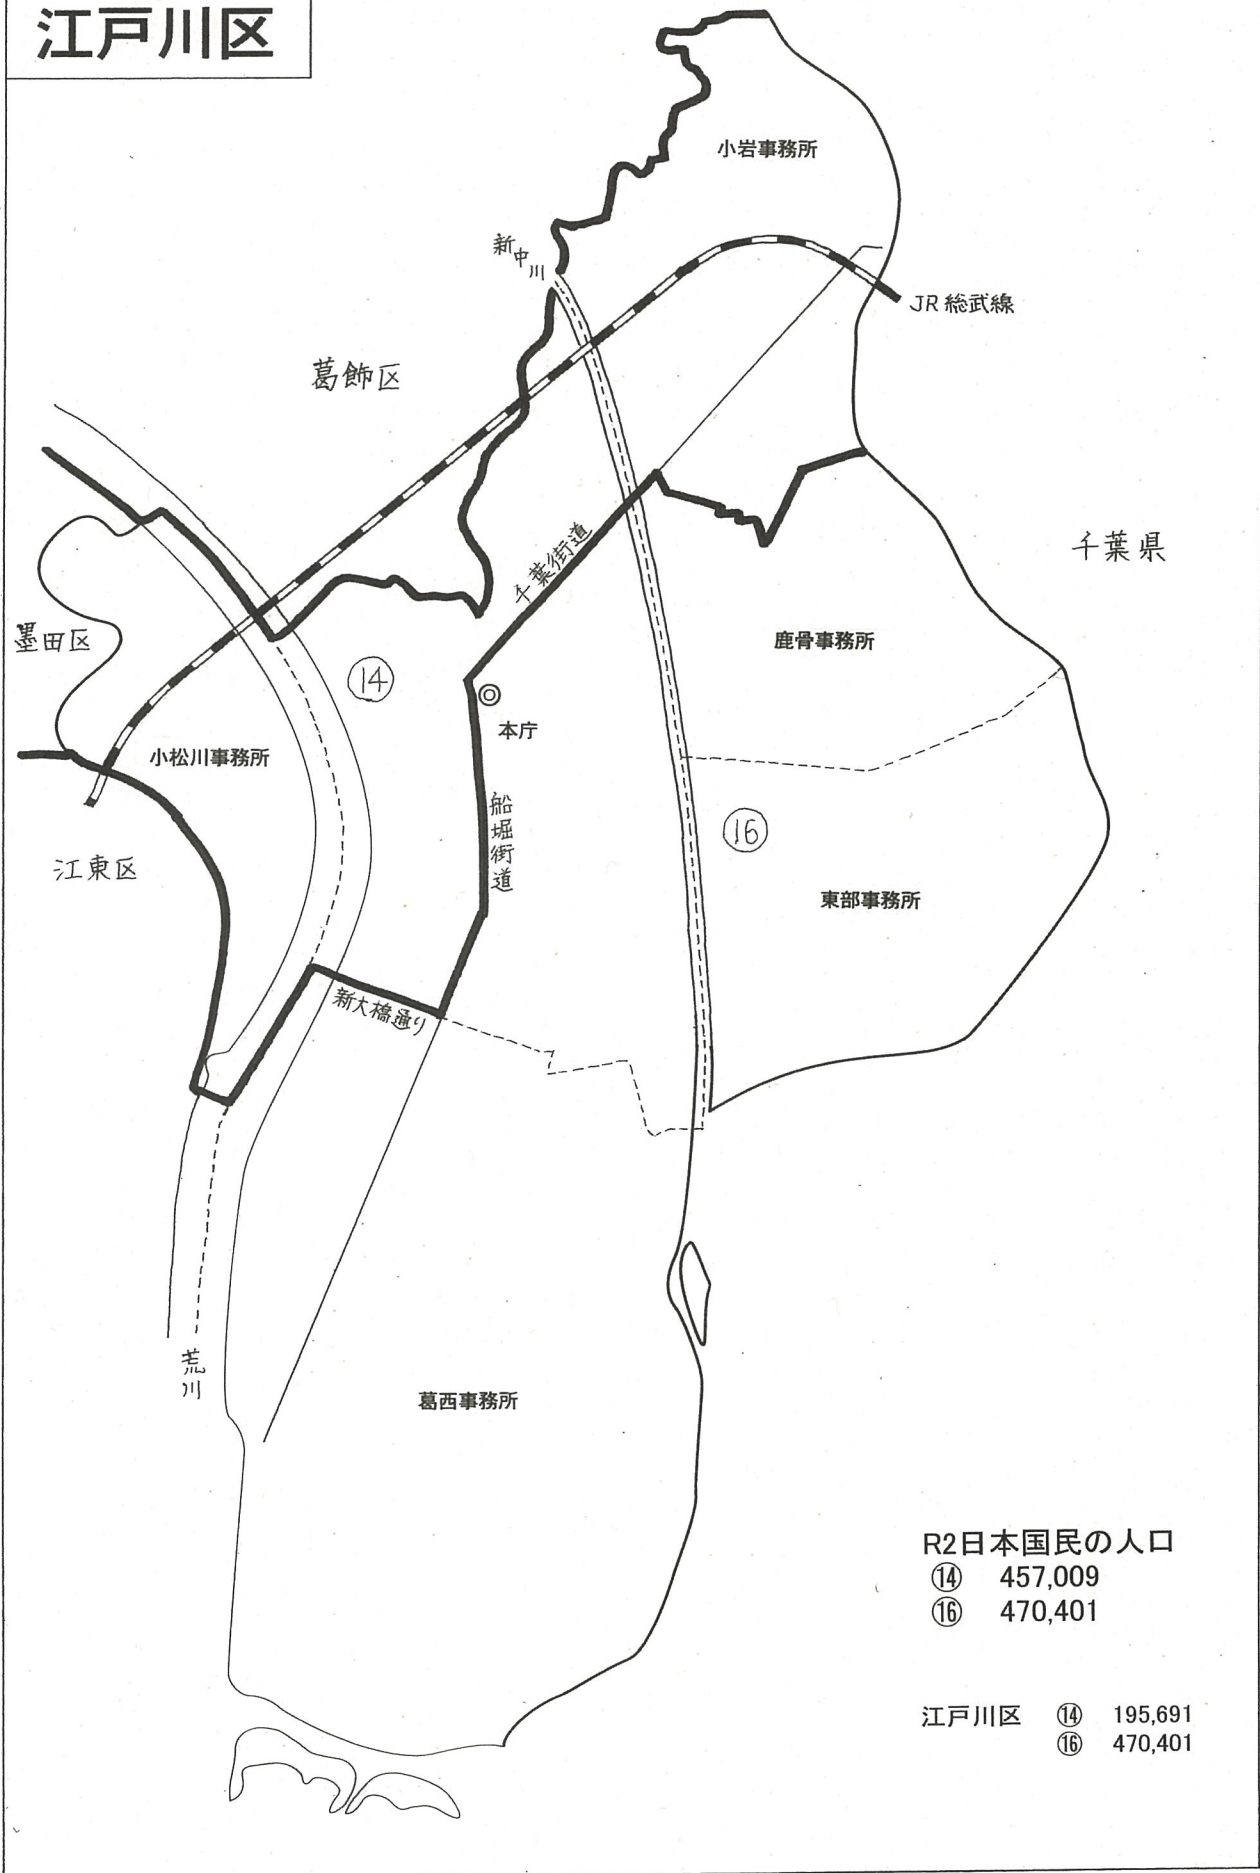 江戸川区
小岩事務所
新中川
JR総武線
葛飾区
千葉街道
千葉県
墨田区
鹿骨事務所
⑭
本庁
小松川事務所
船堀街道
⑯
江東区
東部事務所
新大橋通り
荒川
葛西事務所
R2日本国民の人口
⑭ 457,009
⑯ 470,401
江戸川区 ⑭ 195,691
⑯ 470,401